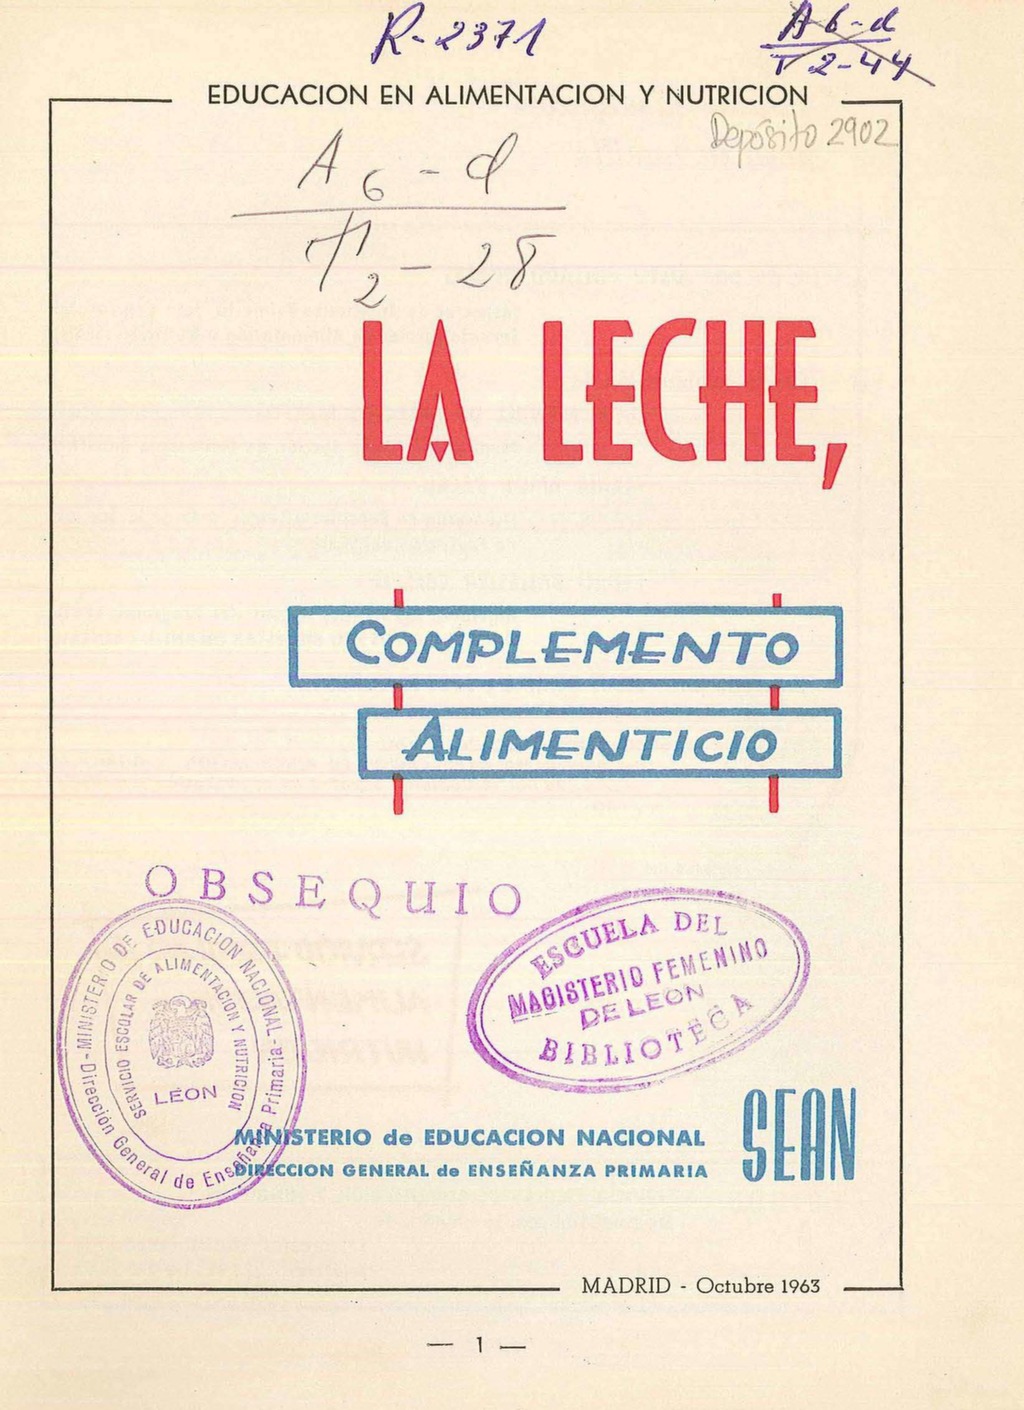 R-2371
A6-d
T2-44
EDUCACION EN ALIMENTACION Y NUTRICION
Depósito 2902
A6-d
T2-28
LA LECHE,
COMPLEMENTO
ALIMENTICIO
OBSEQUIO
MINISTERIO DE EDUCACION NACIONAL-
Dirección General de Enseñanza Primaria-
SERVICIO ESCOLAR DE ALIMENTACION Y NUTRICION
LEON
ESCUELA DEL
MAGISTERIO FEMENINO
DE LEON
BIBLIOTECA
MINISTERIO de EDUCACION NACIONAL
DIRECCION GENERAL de ENSEÑANZA PRIMARIA
SEAN
MADRID - Octubre 1963
— 1 —